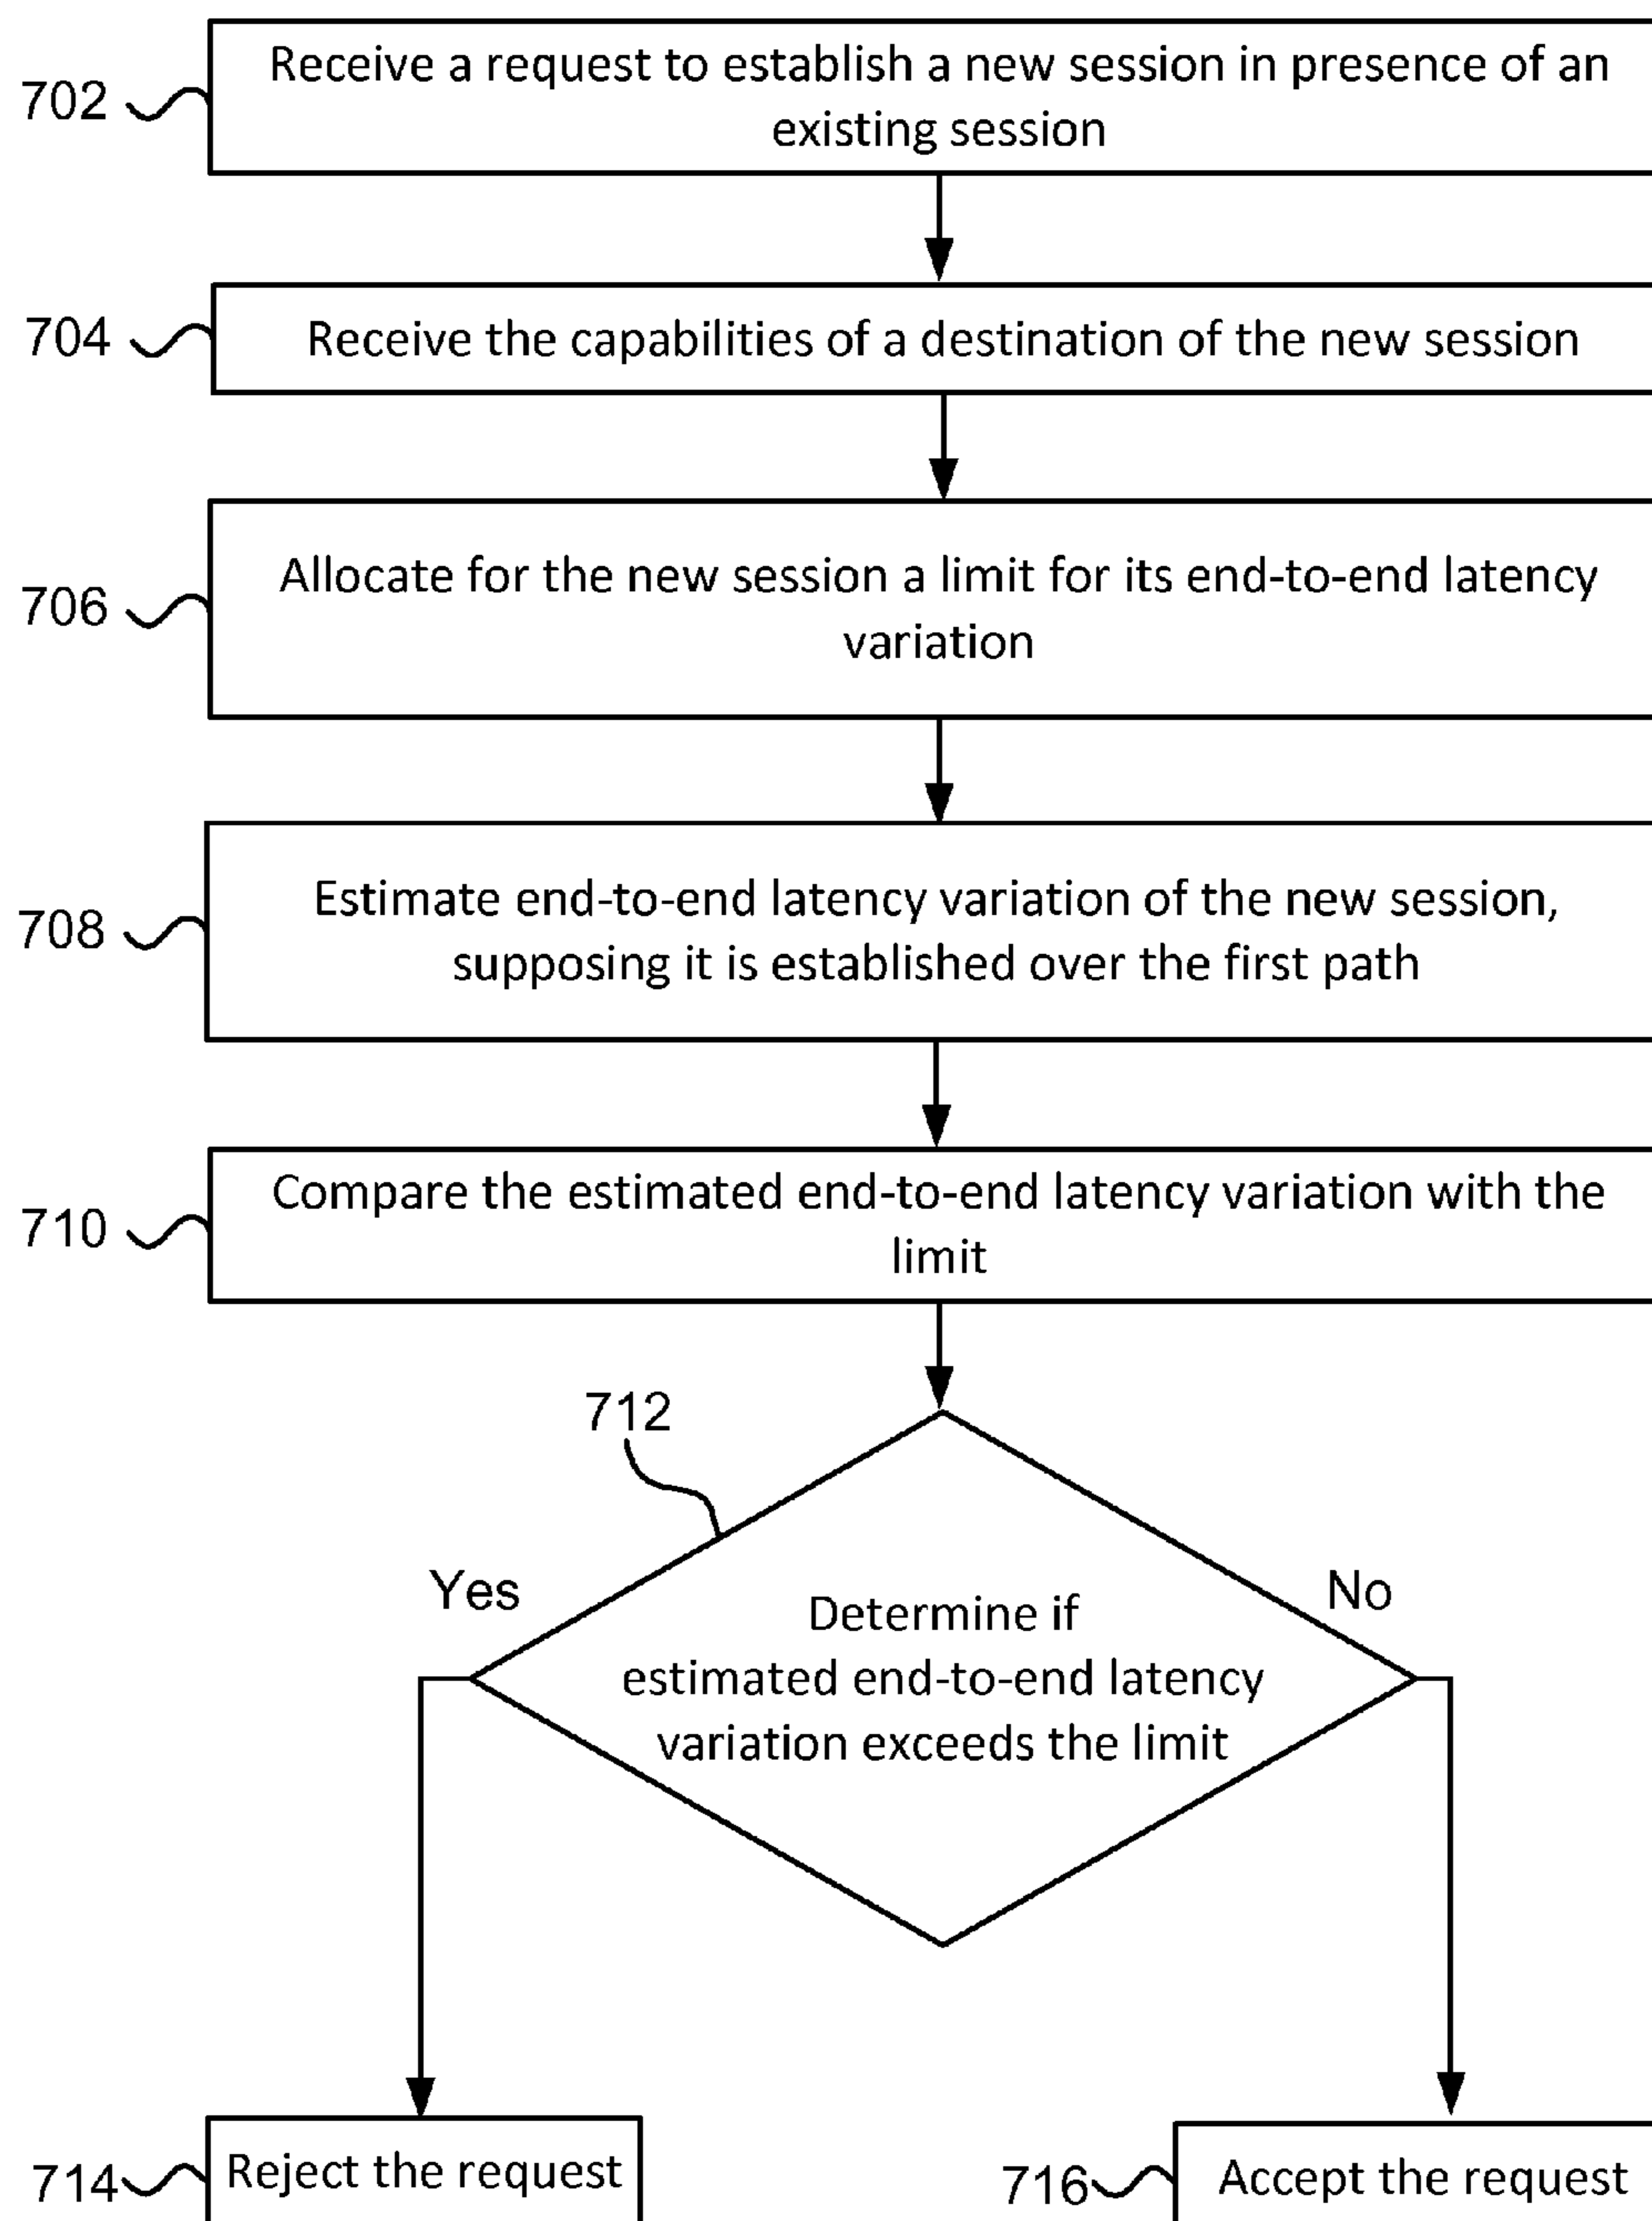 702
Receive a request to establish a new session in presence of an
existing session
704
Receive the capabilities of a destination of the new session
706
Allocate for the new session a limit for its end-to-end latency
variation
708
Estimate end-to-end latency variation of the new session,
supposing it is established over the first path
710
Compare the estimated end-to-end latency variation with the
limit
712
Yes
No
Determine if
estimated end-to-end latency
variation exceeds the limit
714
Reject the request
716
Accept the request